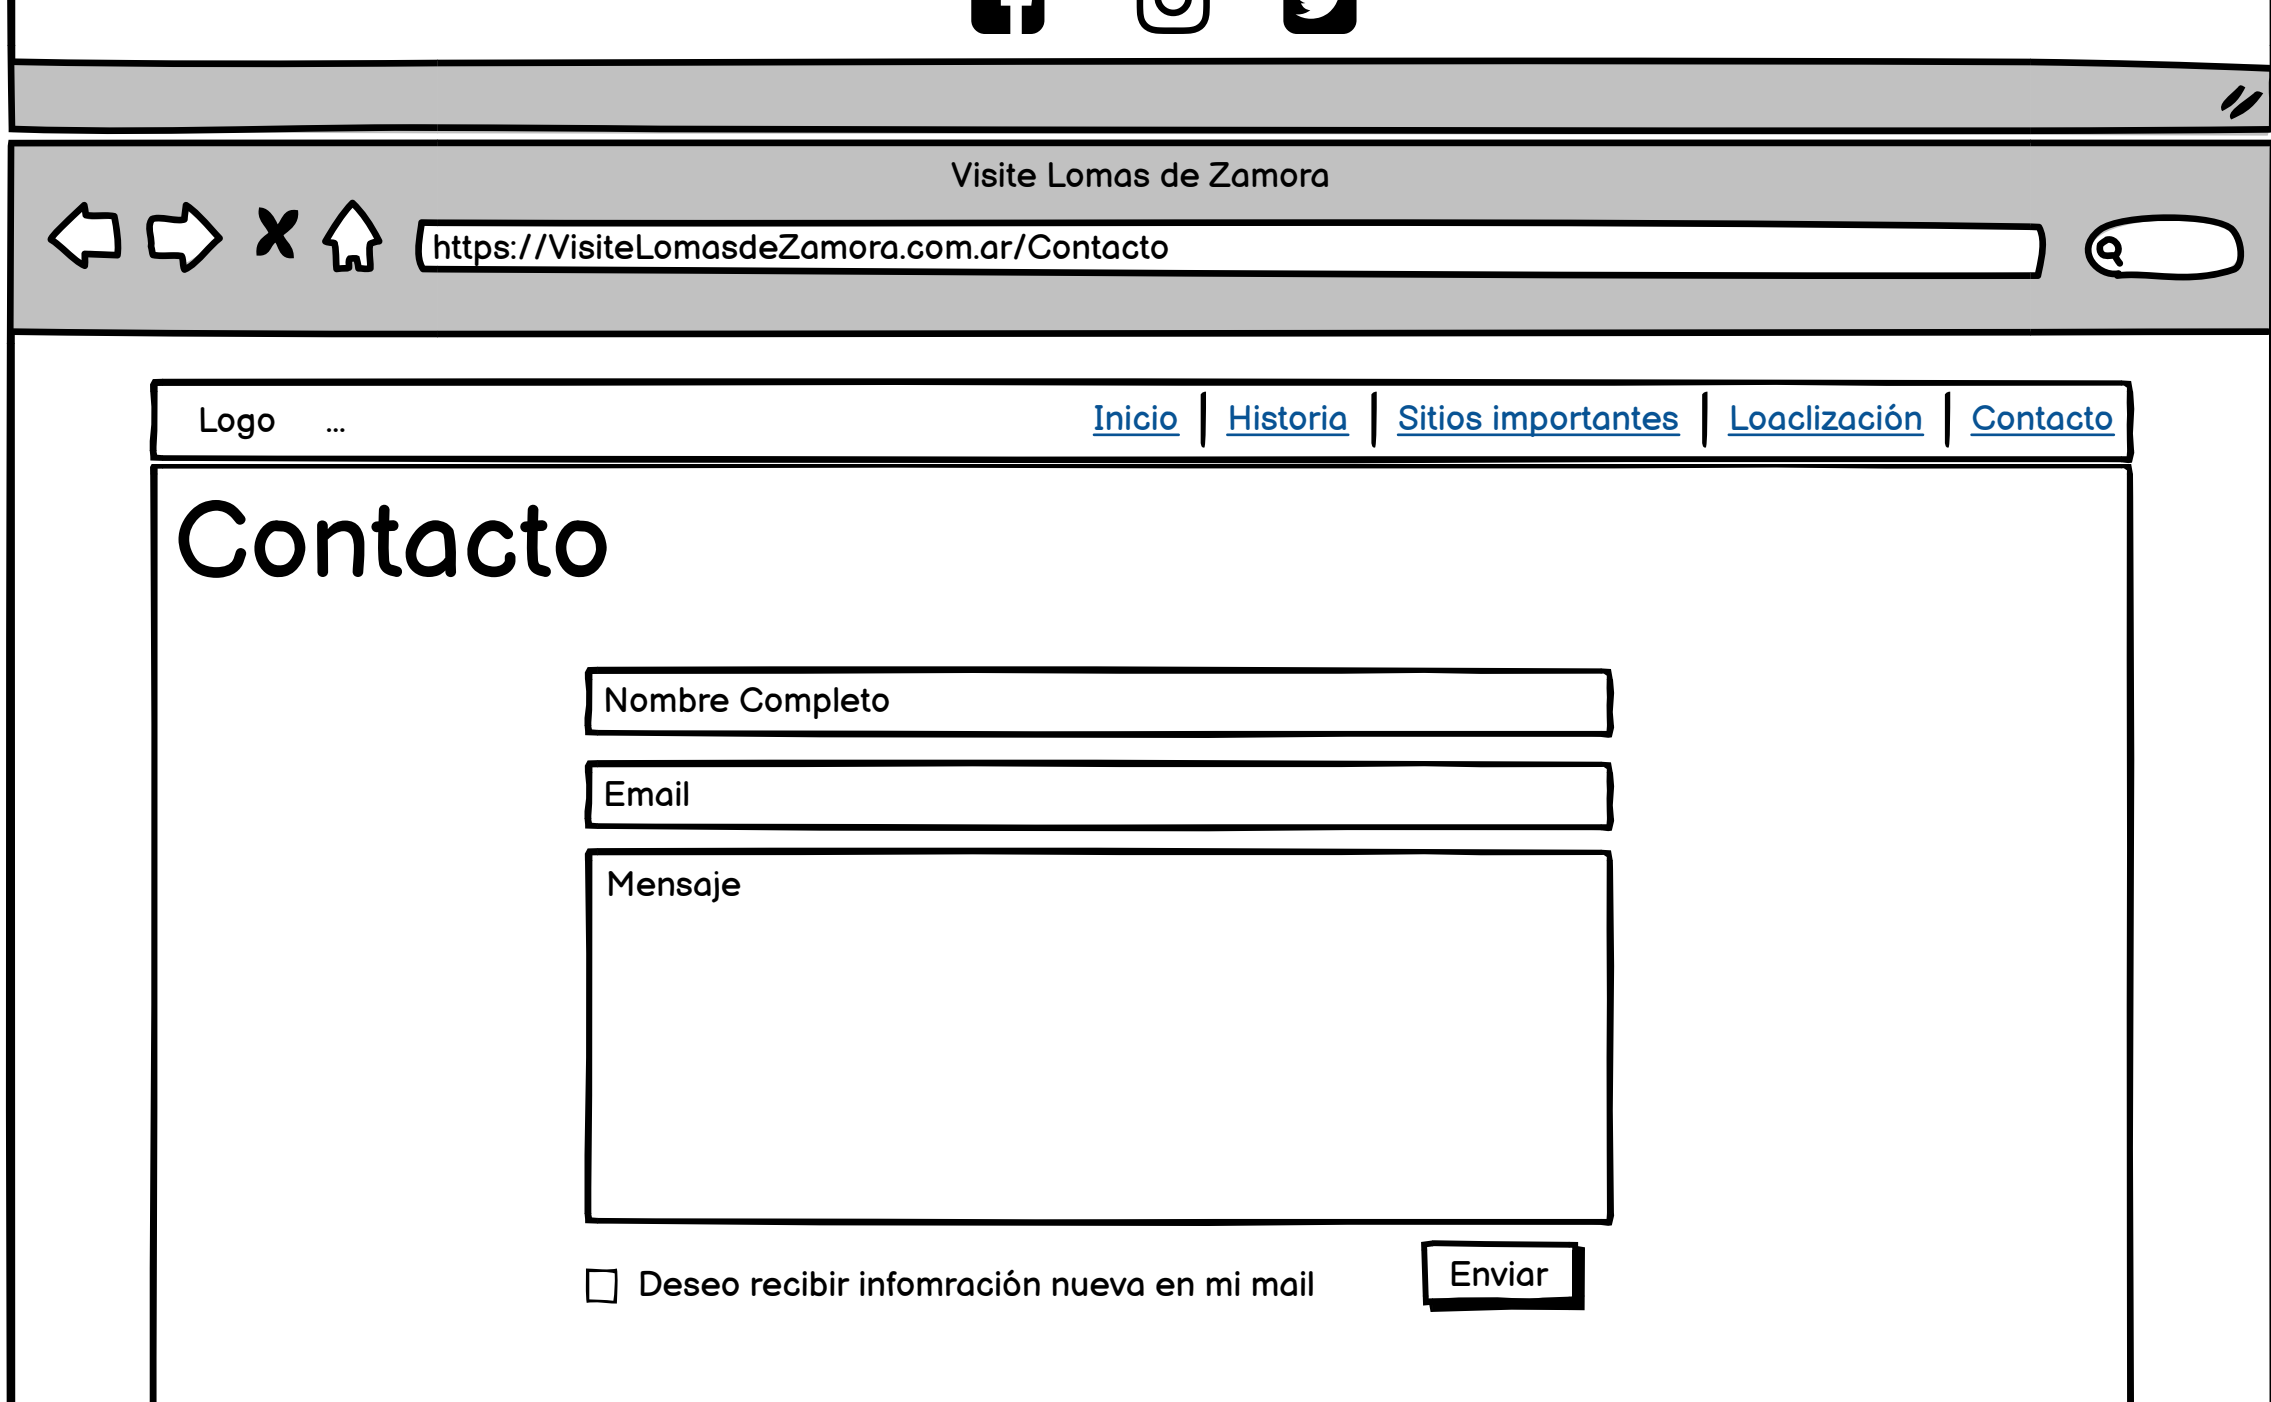 Visite Lomas de Zamora
https://VisiteLomasdeZamora.com.ar/Contacto
Logo ... Inicio Historia Sitios importantes Loaclización Contacto
Contacto
Nombre Completo
Email
Mensaje
Deseo recibir infomración nueva en mi mail Enviar